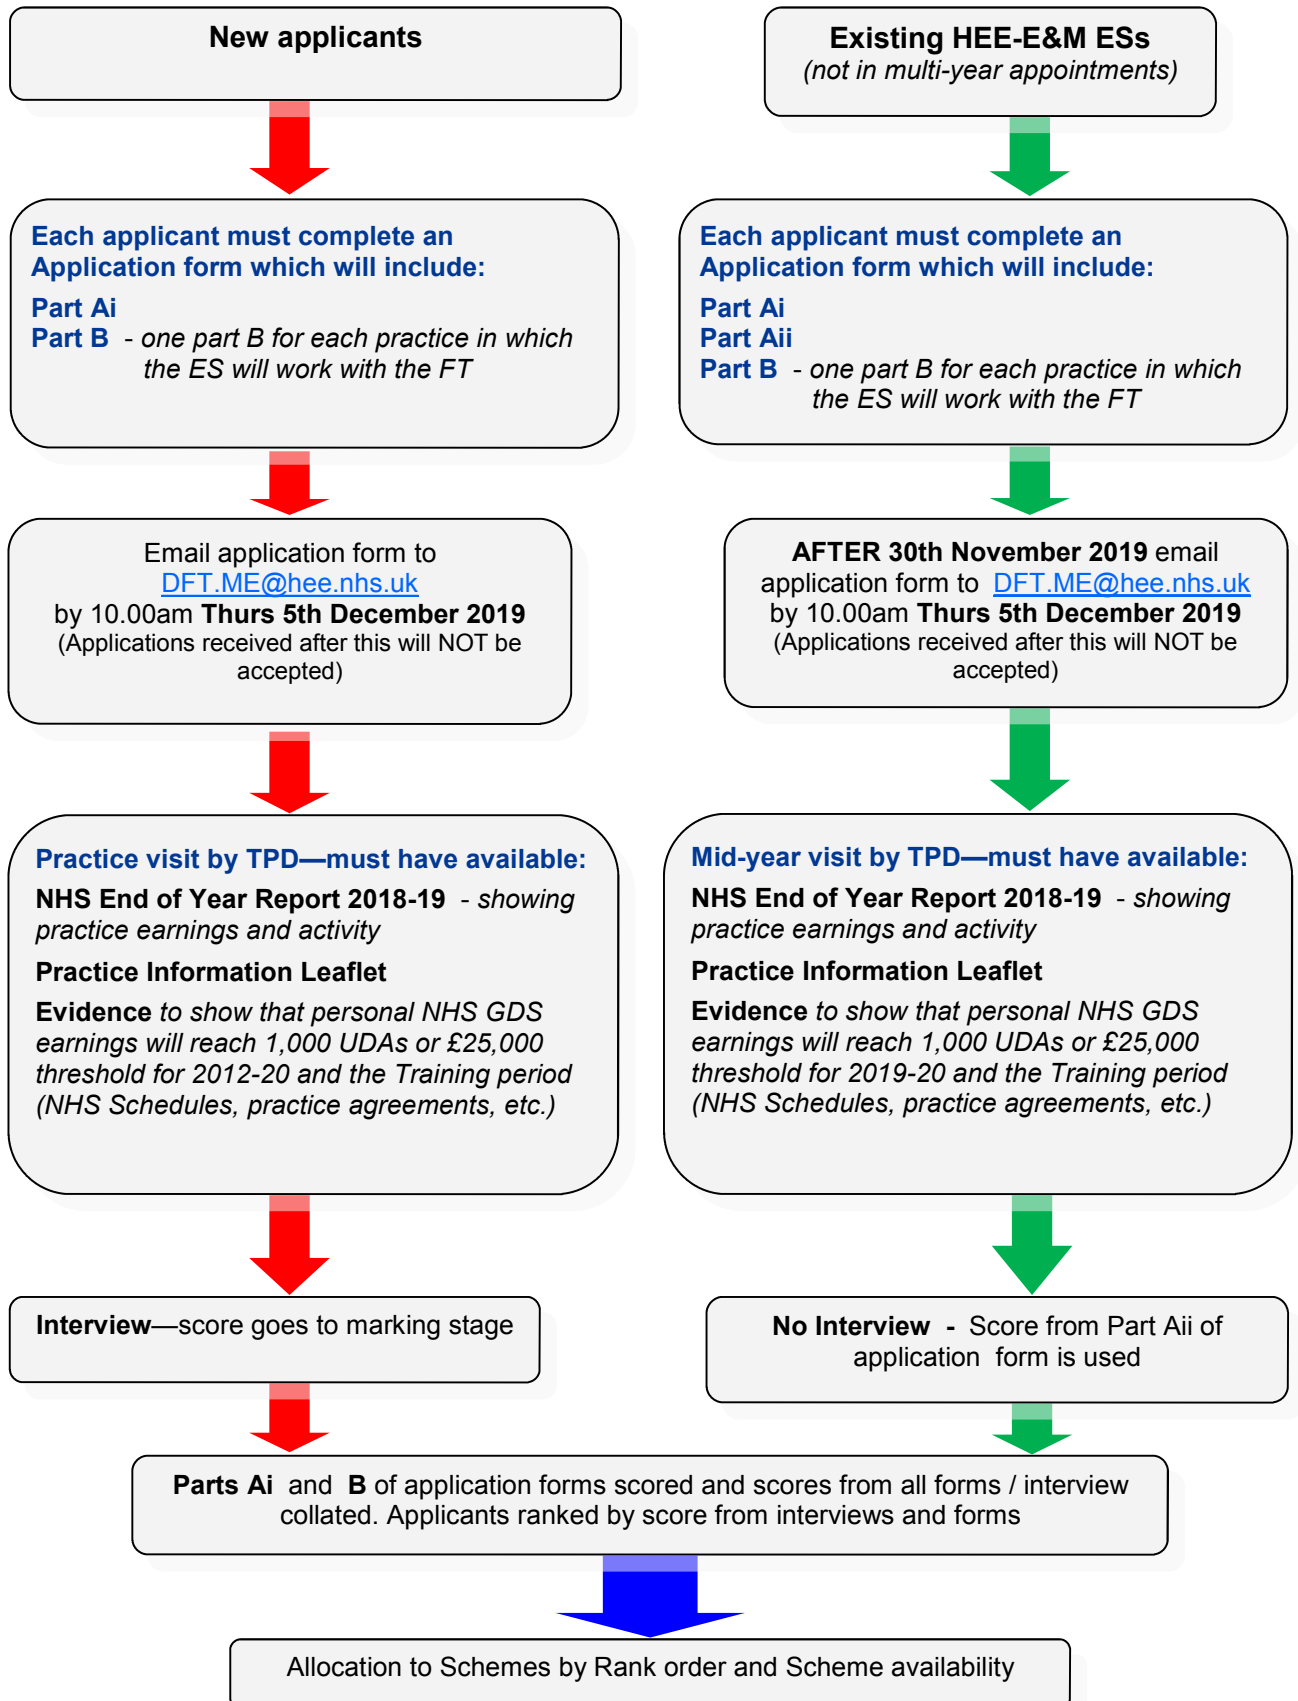 New applicants
Existing HEE-E&M ESs
(not in multi-year appointments)
Each applicant must complete an
Application form which will include:
Part Ai
Part B - one part B for each practice in which
the ES will work with the FT
Each applicant must complete an
Application form which will include:
Part Ai
Part Aii
Part B - one part B for each practice in which
the ES will work with the FT
Email application form to
DFT.ME@hee.nhs.uk
by 10.00am Thurs 5th December 2019
(Applications received after this will NOT be
accepted)
AFTER 30th November 2019 email
application form to DFT.ME@hee.nhs.uk
by 10.00am Thurs 5th December 2019
(Applications received after this will NOT be
accepted)
Practice visit by TPD—must have available:
NHS End of Year Report 2018-19 - showing
practice earnings and activity
Practice Information Leaflet
Evidence to show that personal NHS GDS
earnings will reach 1,000 UDAs or £25,000
threshold for 2012-20 and the Training period
(NHS Schedules, practice agreements, etc.)
Mid-year visit by TPD—must have available:
NHS End of Year Report 2018-19 - showing
practice earnings and activity
Practice Information Leaflet
Evidence to show that personal NHS GDS
earnings will reach 1,000 UDAs or £25,000
threshold for 2019-20 and the Training period
(NHS Schedules, practice agreements, etc.)
Interview—score goes to marking stage
No Interview - Score from Part Aii of
application form is used
Parts Ai and B of application forms scored and scores from all forms / interview
collated. Applicants ranked by score from interviews and forms
Allocation to Schemes by Rank order and Scheme availability